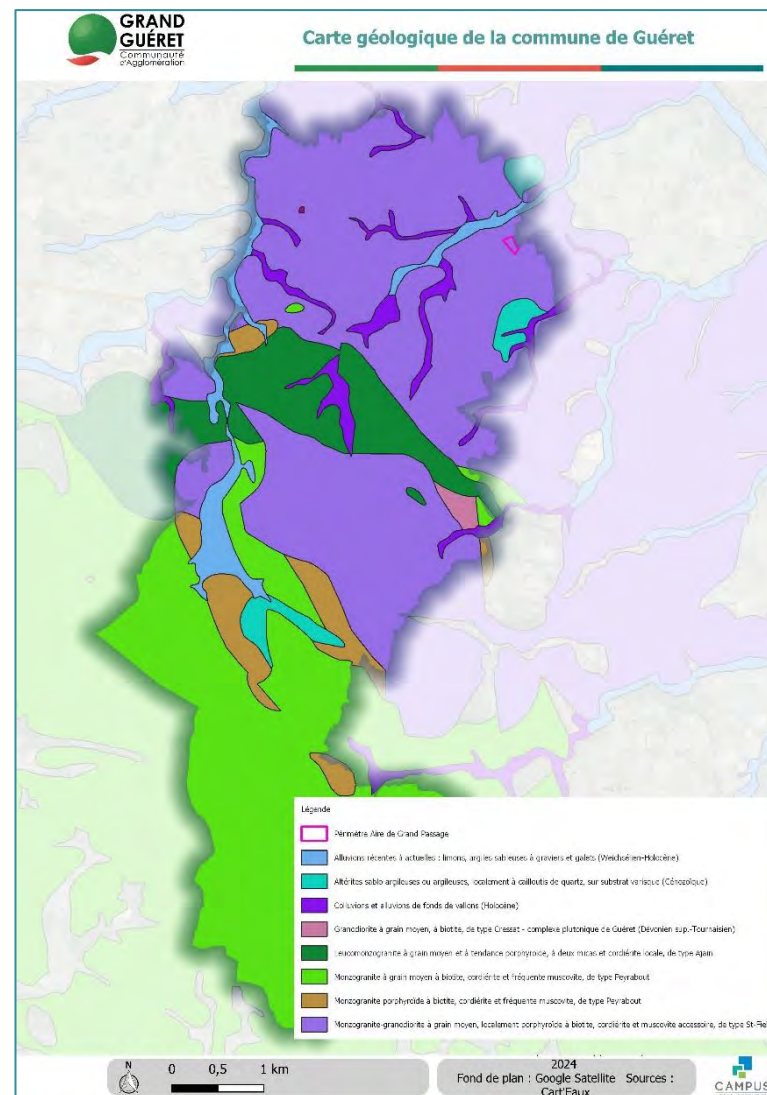 GRAND
GUÉRET
Communauté
d'Agglomération
Carte géologique de la commune de Guéret
Légende
Périmètre Aire de Grand Passage
Alluvions récentes à actuelles : limons, argiles sableuses à graviers et galets (Weichsélien-Holocène)
Altérites sablo argileuses ou argileuses, localement à cailloutis de quartz, sur substrat varisque (Cénozoïque)
Colluvions et alluvions de fonds de vallons (Holocène)
Granodiorite à grain moyen, à biotite, de type Cressat - complexe plutonique de Guéret (Dévonien sup.-Tournaisien)
Leucomonzogranite à grain moyen et à tendance porphyroïde, à deux micas et cordiérite locale, de type Ajain
Monzogranite à grain moyen à biotite, cordiérite et fréquente muscovite, de type Peyrabout
Monzogranite porphyroïde à biotite, cordiérite et fréquente muscovite, de type Peyrabout
Monzogranite-granodiorite à grain moyen, localement porphyroïde à biotite, cordiérite et muscovite accessoire, de type St-Fie
N
0 0,5 1 km
2024
Fond de plan : Google Satellite Sources :
Cart'Eaux
CAMPUS